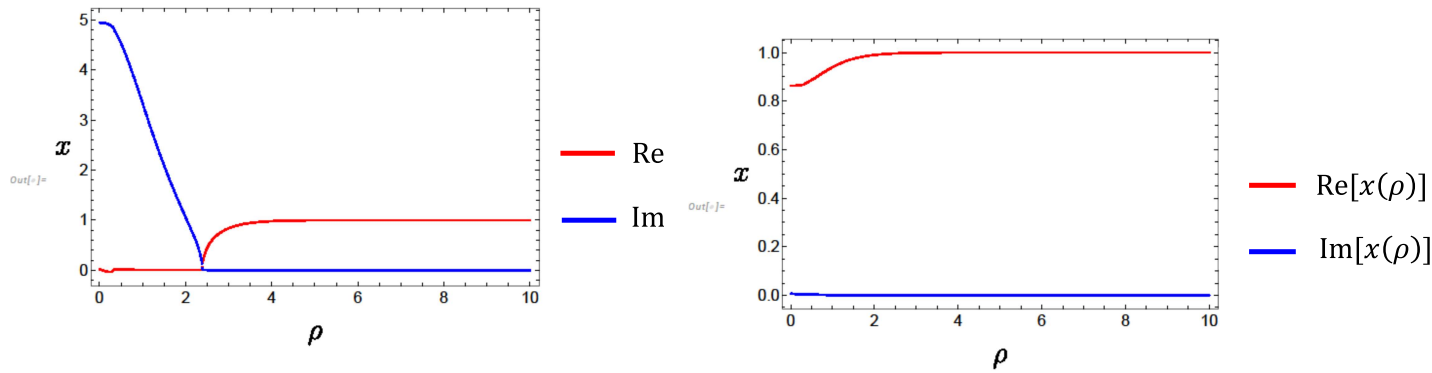 5
4
3
2
1
0
x
Out[∘]=
0 2 4 6 8 10
ρ
Re
Im
1.0
0.8
0.6
0.4
0.2
0.0
x
Out[∘]=
0 2 4 6 8 10
ρ
Re[x(ρ)]
Im[x(ρ)]